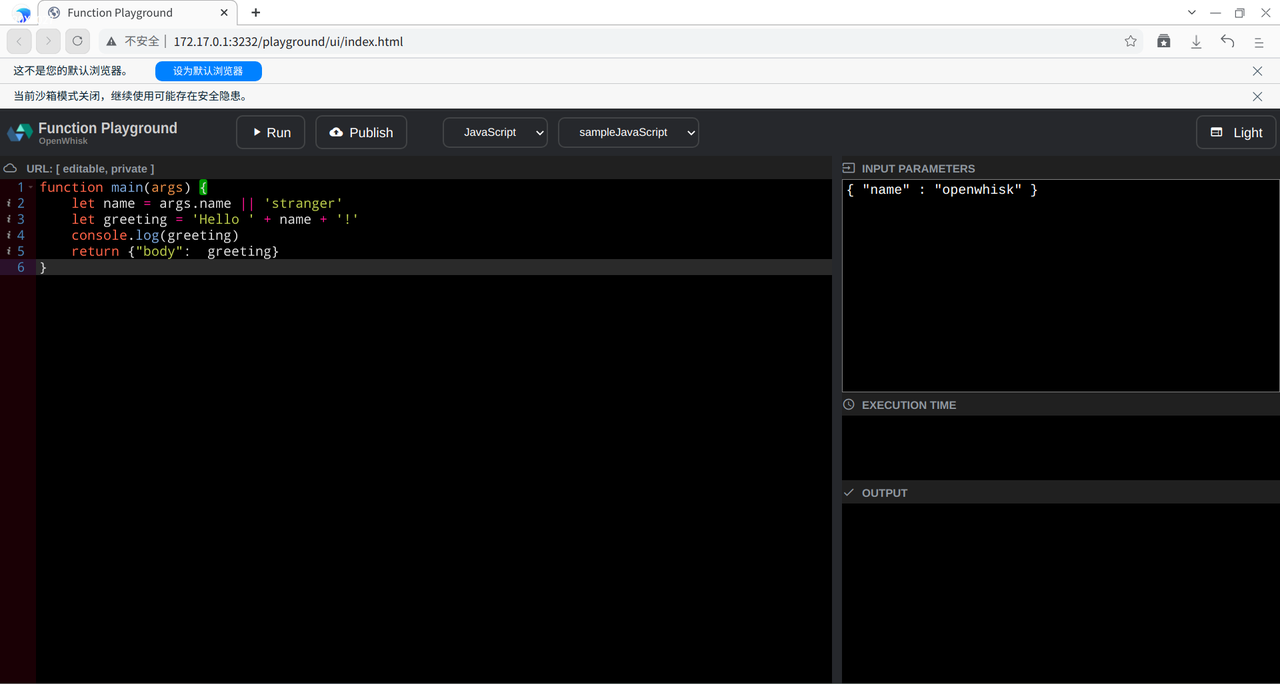 Function Playground
不安全 172.17.0.1:3232/playground/ui/index.html
这不是您的默认浏览器。 设为默认浏览器
当前沙箱模式关闭，继续使用可能存在安全隐患。
Function Playground
OpenWhisk
Run
Publish
JavaScript
sampleJavaScript
Light
URL: [ editable, private ]
1 function main(args) {
2     let name = args.name || 'stranger'
3     let greeting = 'Hello ' + name + '!'
4     console.log(greeting)
5     return {"body":  greeting}
6 }
INPUT PARAMETERS
{ "name" : "openwhisk" }
EXECUTION TIME
OUTPUT